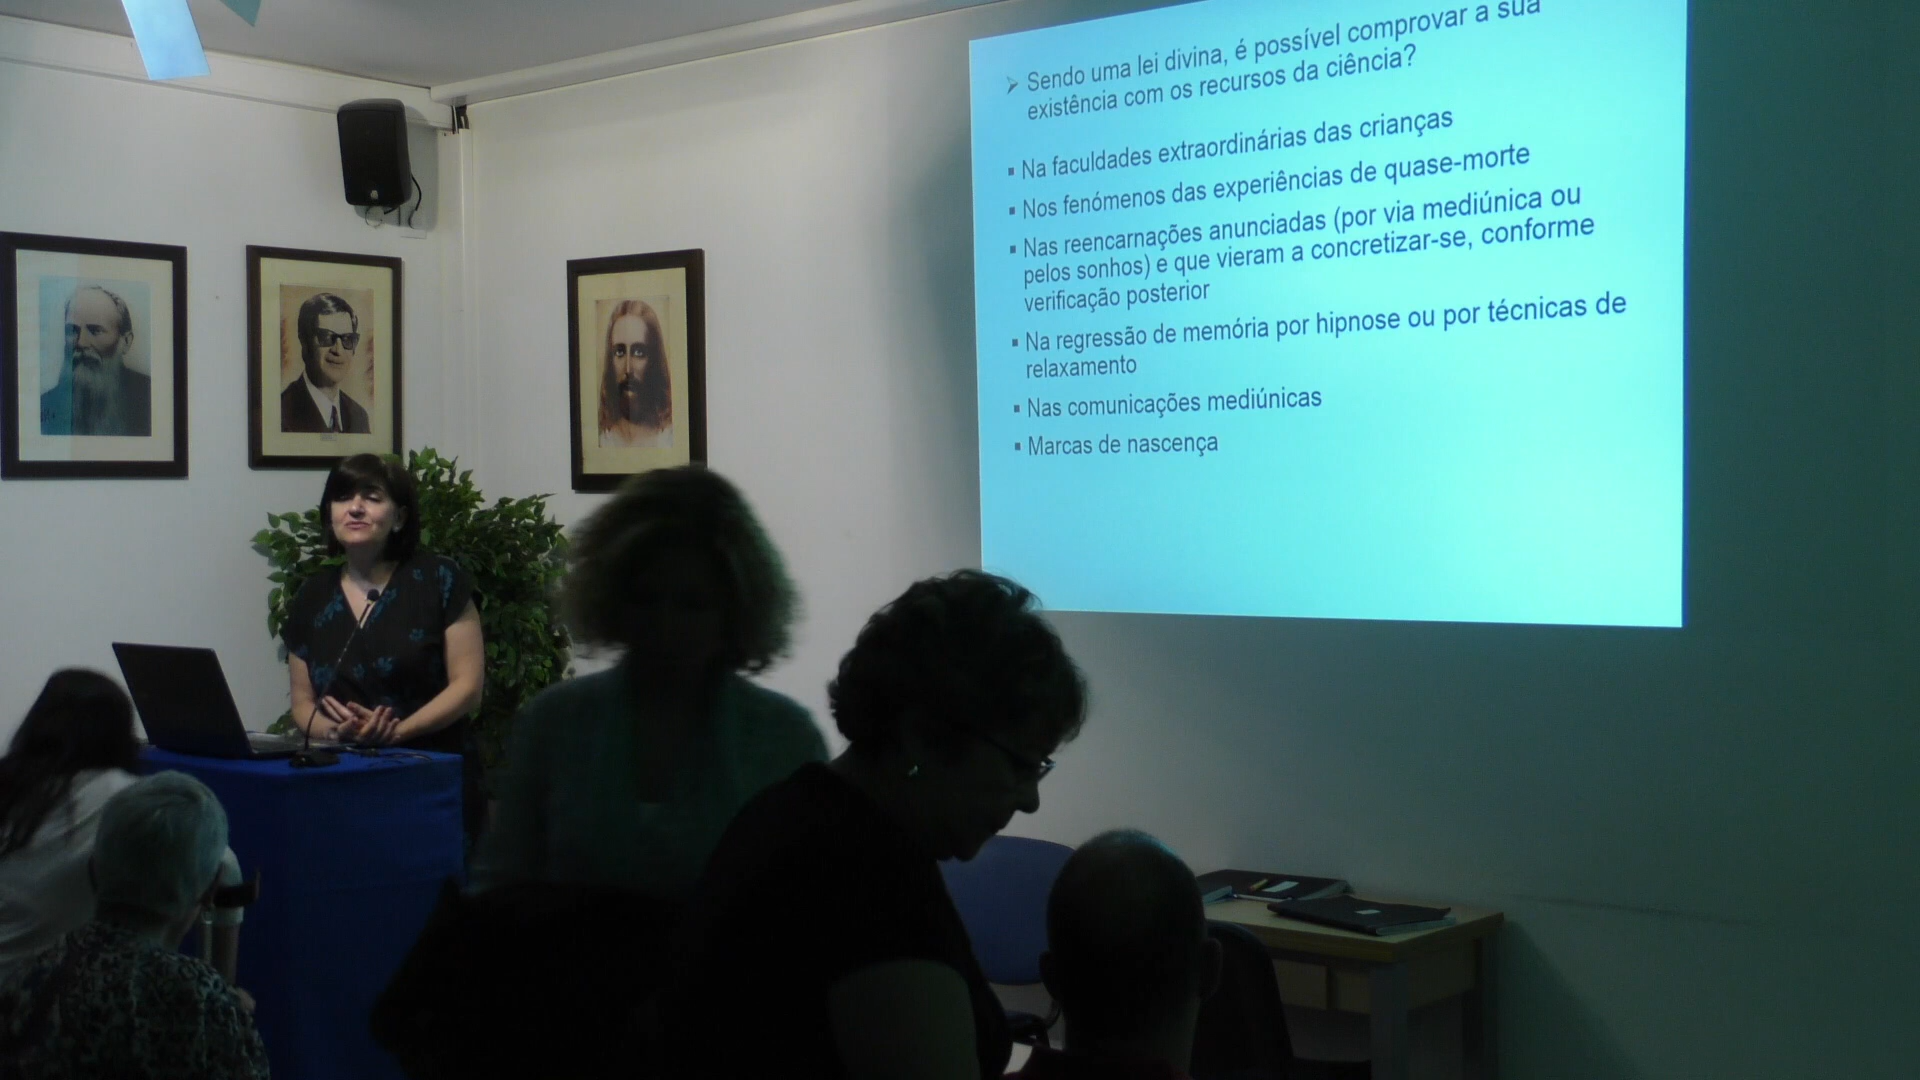 ➢ Sendo uma lei divina, é possível comprovar a sua
existência com os recursos da ciência?
▪ Na faculdades extraordinárias das crianças
▪ Nos fenómenos das experiências de quase-morte
▪ Nas reencarnações anunciadas (por via mediúnica ou
pelos sonhos) e que vieram a concretizar-se, conforme
verificação posterior
▪ Na regressão de memória por hipnose ou por técnicas de
relaxamento
▪ Nas comunicações mediúnicas
▪ Marcas de nascença